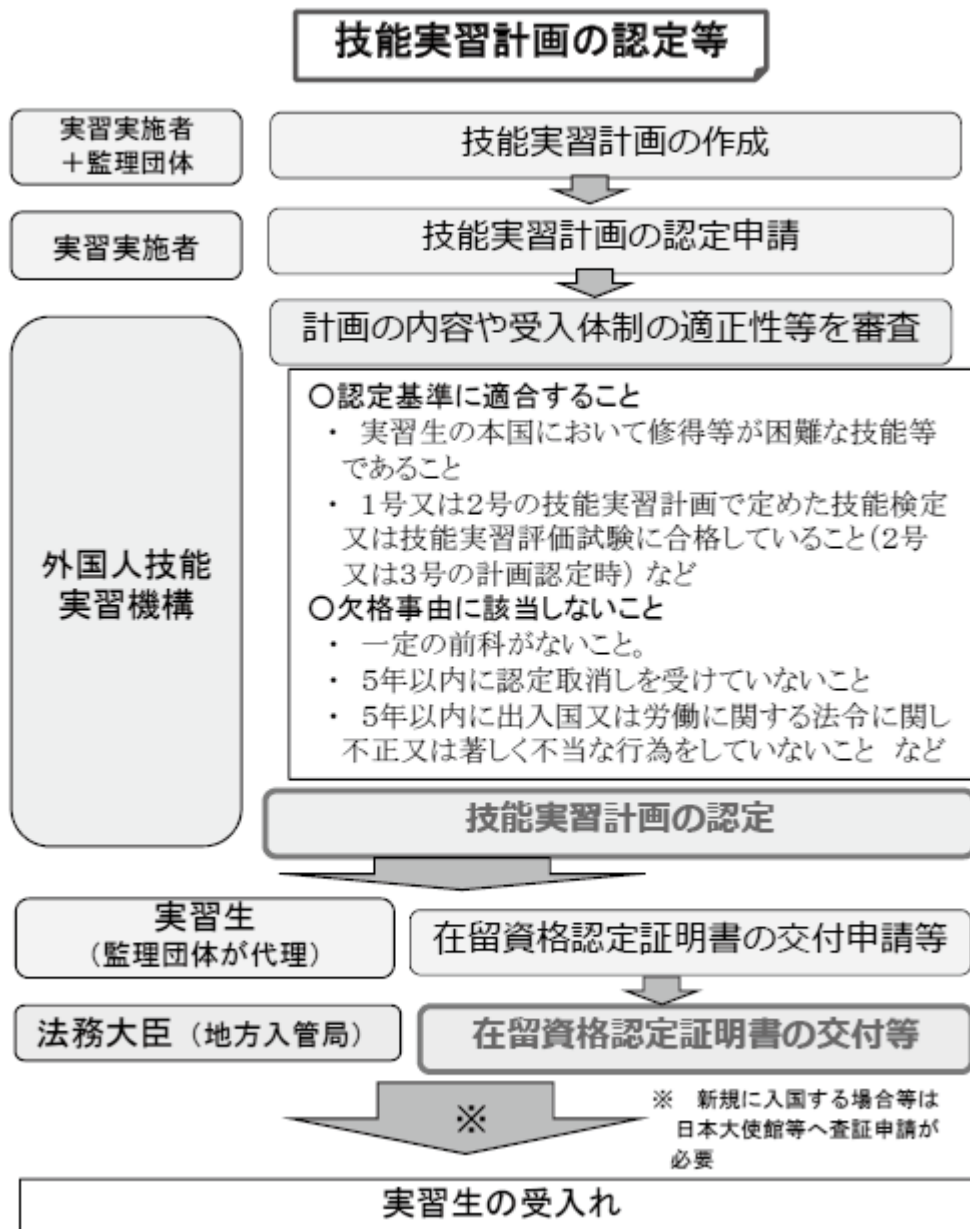 技能実習計画の認定等
実習実施者
＋監理団体
技能実習計画の作成
実習実施者
技能実習計画の認定申請
外国人技能
実習機構
計画の内容や受入体制の適正性等を審査
○認定基準に適合すること
・ 実習生の本国において修得等が困難な技能等
であること
・ 1号又は2号の技能実習計画で定めた技能検定
又は技能実習評価試験に合格していること（2号
又は3号の計画認定時） など
○欠格事由に該当しないこと
・ 一定の前科がないこと。
・ 5年以内に認定取消しを受けていないこと
・ 5年以内に出入国又は労働に関する法令に関し
不正又は著しく不当な行為をしていないこと など
技能実習計画の認定
実習生
（監理団体が代理）
在留資格認定証明書の交付申請等
法務大臣（地方入管局）
在留資格認定証明書の交付等
※
※ 新規に入国する場合等は
日本大使館等へ査証申請が
必要
実習生の受入れ